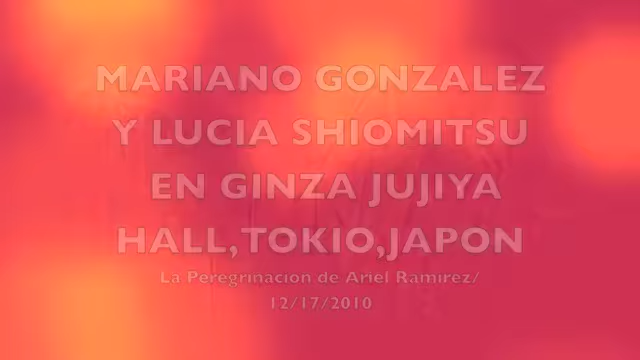 MARIANO GONZALEZ
Y LUCIA SHIOMITSU
EN GINZA JUJIYA
HALL,TOKIO,JAPON
La Peregrinacion de Ariel Ramirez/
12/17/2010